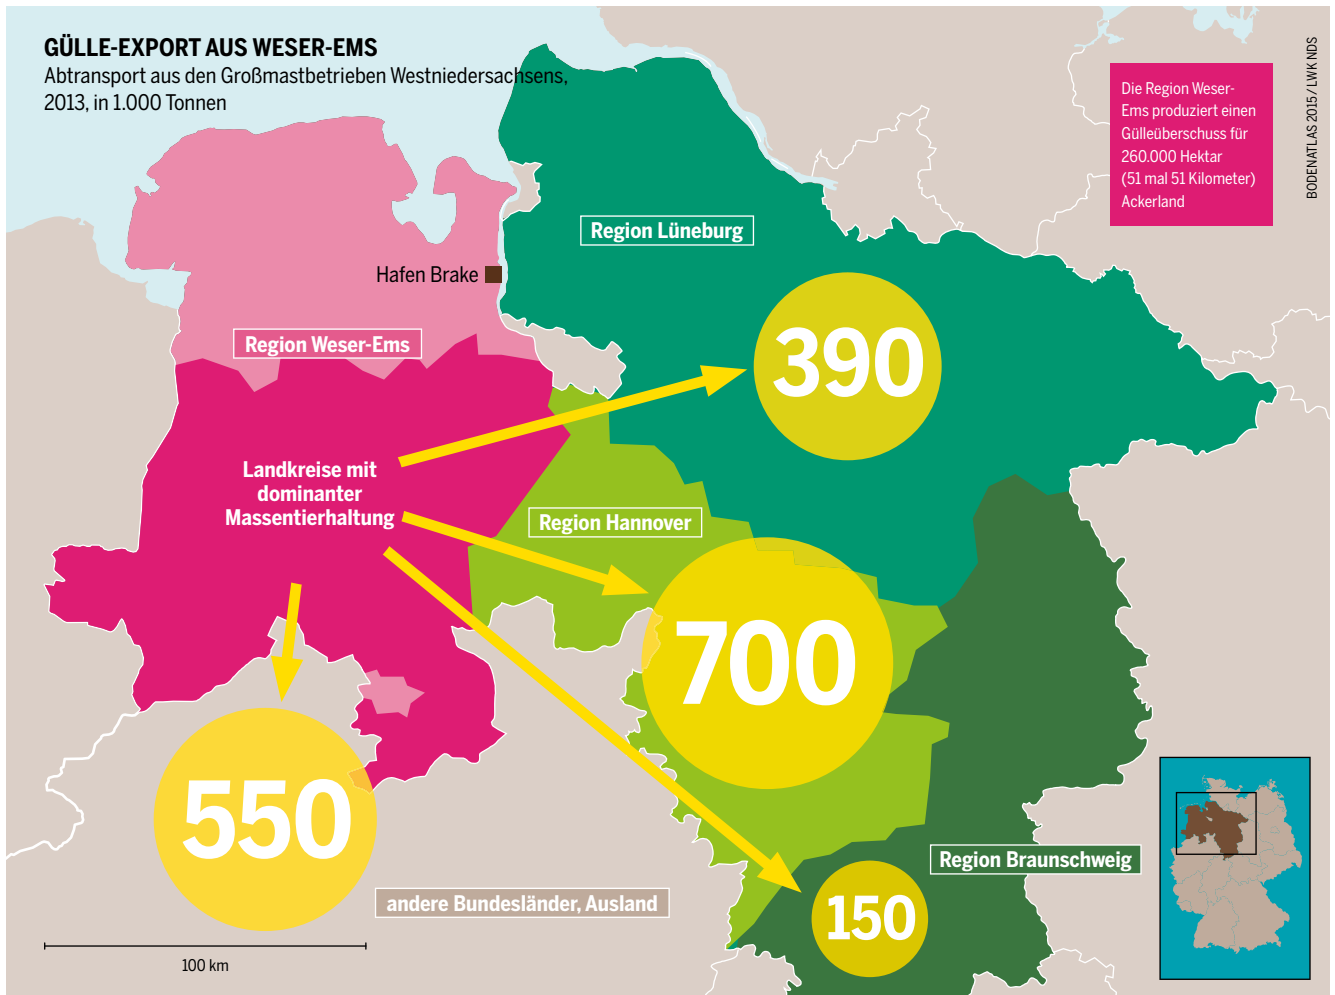 GÜLLE-EXPORT AUS WESER-EMS
Abtransport aus den Großmastbetrieben Westniedersachsens,
2013, in 1.000 Tonnen
Die Region Weser-
Ems produziert einen
Gülleüberschuss für
260.000 Hektar
(51 mal 51 Kilometer)
Ackerland
BODENATLAS 2015 / LWK NDS
Region Lüneburg
Hafen Brake
Region Weser-Ems
390
Landkreise mit
dominanter
Massentierhaltung
Region Hannover
700
550
Region Braunschweig
andere Bundesländer, Ausland
150
100 km